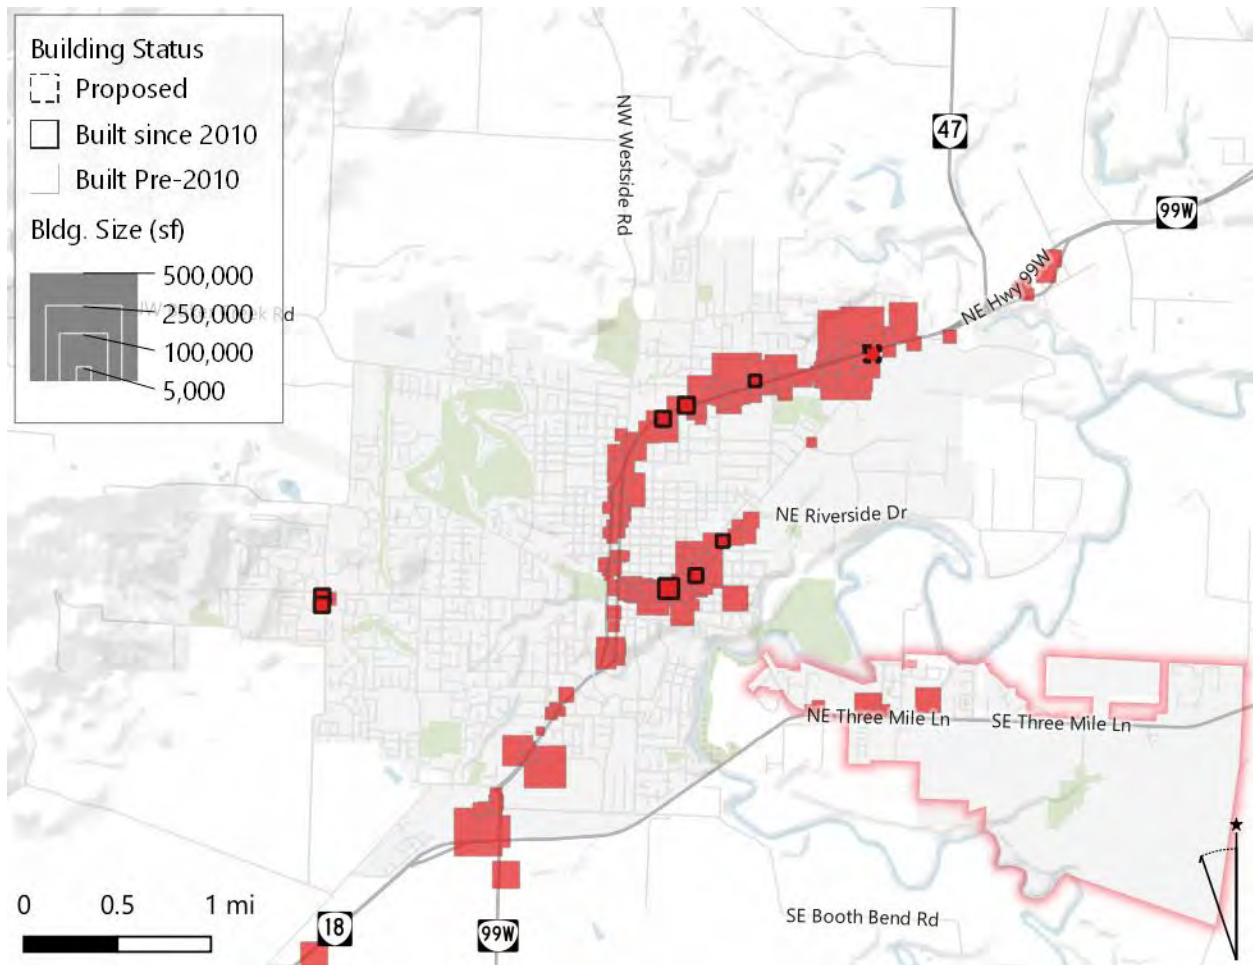 Building Status
Proposed
Built since 2010
Built Pre-2010
Bldg. Size (sf)
500,000
250,000
100,000
5,000
Rd
NW Westside Rd
47
99W
NE Hwy 99W
NE Riverside Dr
NE Three Mile Ln
SE Three Mile Ln
SE Booth Bend Rd
0 0.5 1 mi
18
99W